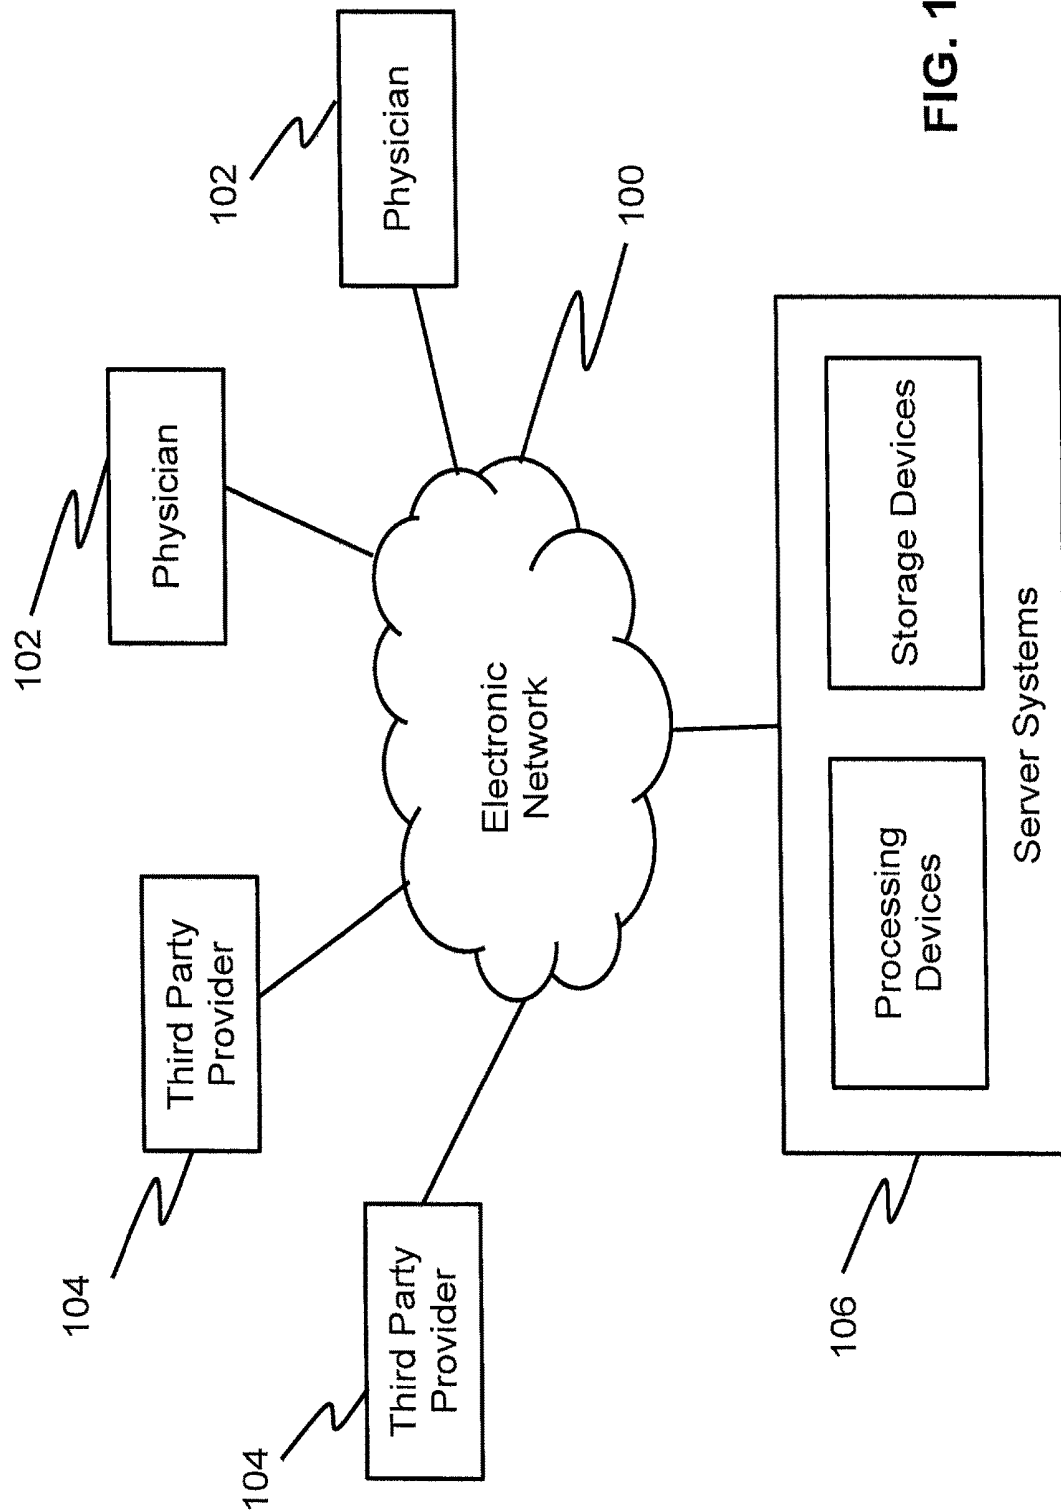 102
104
Third Party
Provider
Physician
102
104
Third Party
Provider
Physician
Electronic
Network
100
106
Processing
Devices
Storage Devices
Server Systems
FIG. 1